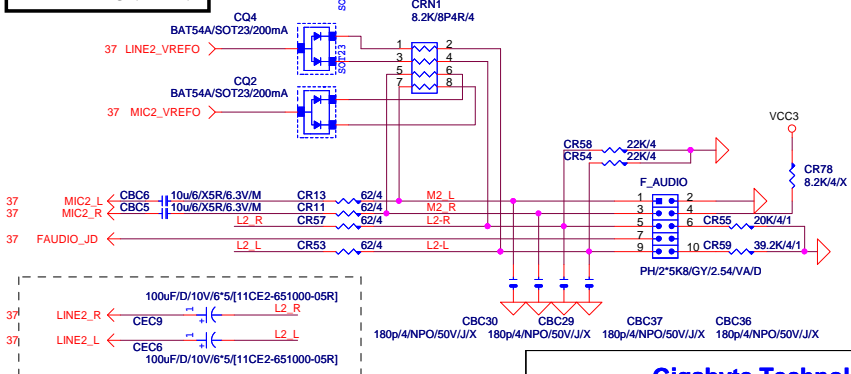 CRN1
8.2K/8P4R/4
CQ4
BAT54A/SOT23/200mA
SOT23
37 LINE2_VREFO
1 2
3 4
5 6
7 8
CQ2
BAT54A/SOT23/200mA
37 MIC2_VREFO
VCC3
CR58 22K/4
CR54 22K/4
CR78
8.2K/4/X
F_AUDIO
37 MIC2_L CBC6 10u/6/X5R/6.3V/M CR13 62/4 M2_L 1 2
37 MIC2_R CBC5 10u/6/X5R/6.3V/M CR11 62/4 M2_R 3 4
L2_R CR57 62/4 L2-R 5 6 CR55 20K/4/1
37 FAUDIO_JD 7
L2_L CR53 62/4 L2-L 9 10 CR59 39.2K/4/1
PH/2*5K8/GY/2.54/VA/D
100uF/D/10V/6*5/[11CE2-651000-05R]
37 LINE2_R 1 + L2_R
CEC9
37 LINE2_L 1 + L2_L
CEC6
100uF/D/10V/6*5/[11CE2-651000-05R]
CBC30 CBC29 CBC37 CBC36
180p/4/NPO/50V/J/X 180p/4/NPO/50V/J/X 180p/4/NPO/50V/J/X 180p/4/NPO/50V/J/X
Gigabyte